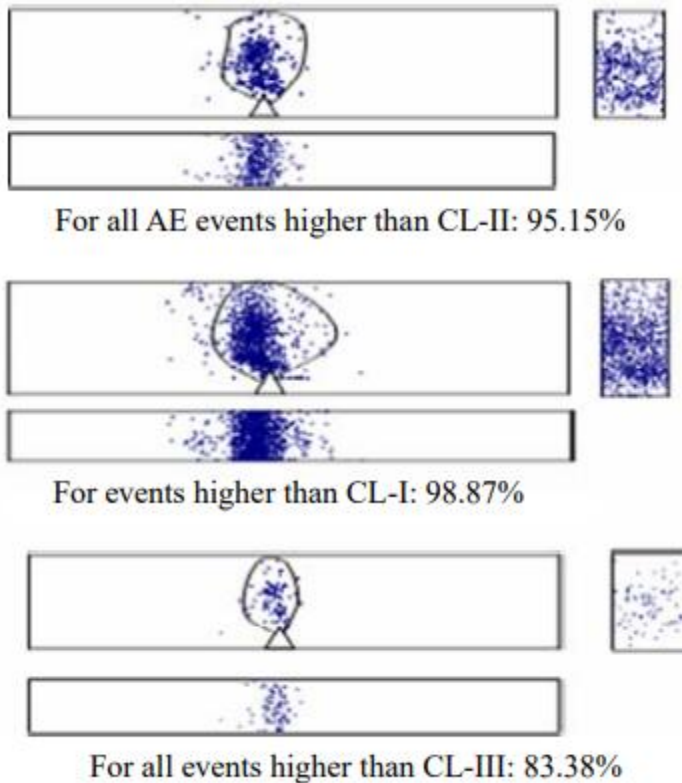 For all AE events higher than CL-II: 95.15%
For events higher than CL-I: 98.87%
For all events higher than CL-III: 83.38%